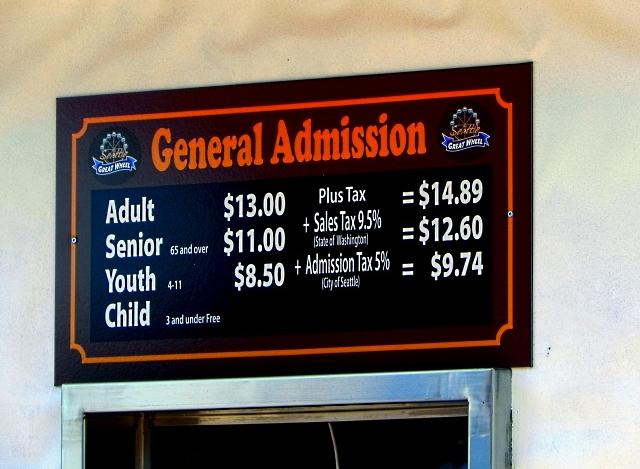 Seattle
GREAT WHEEL
General Admission
Seattle
GREAT WHEEL
Adult $13.00 Plus Tax = $14.89
Senior 65 and over $11.00 + Sales Tax 9.5% = $12.60
(State of Washington)
Youth 4-11 $8.50 + Admission Tax 5% = $9.74
(City of Seattle)
Child 3 and under Free